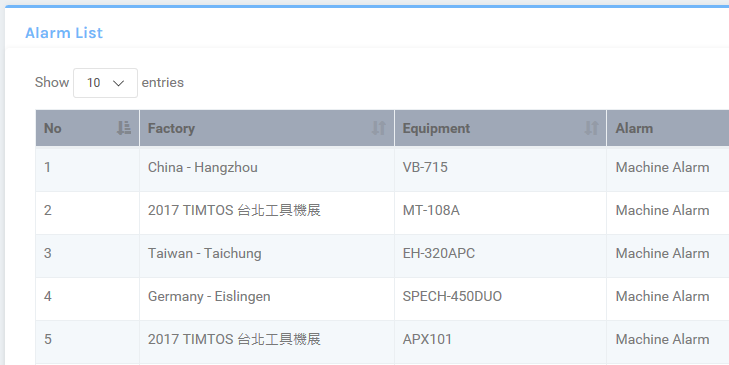 Alarm List
Show 10 entries
No Factory Equipment Alarm
1 China - Hangzhou VB-715 Machine Alarm
2 2017 TIMTOS 台北工具機展 MT-108A Machine Alarm
3 Taiwan - Taichung EH-320APC Machine Alarm
4 Germany - Eislingen SPECH-450DUO Machine Alarm
5 2017 TIMTOS 台北工具機展 APX101 Machine Alarm